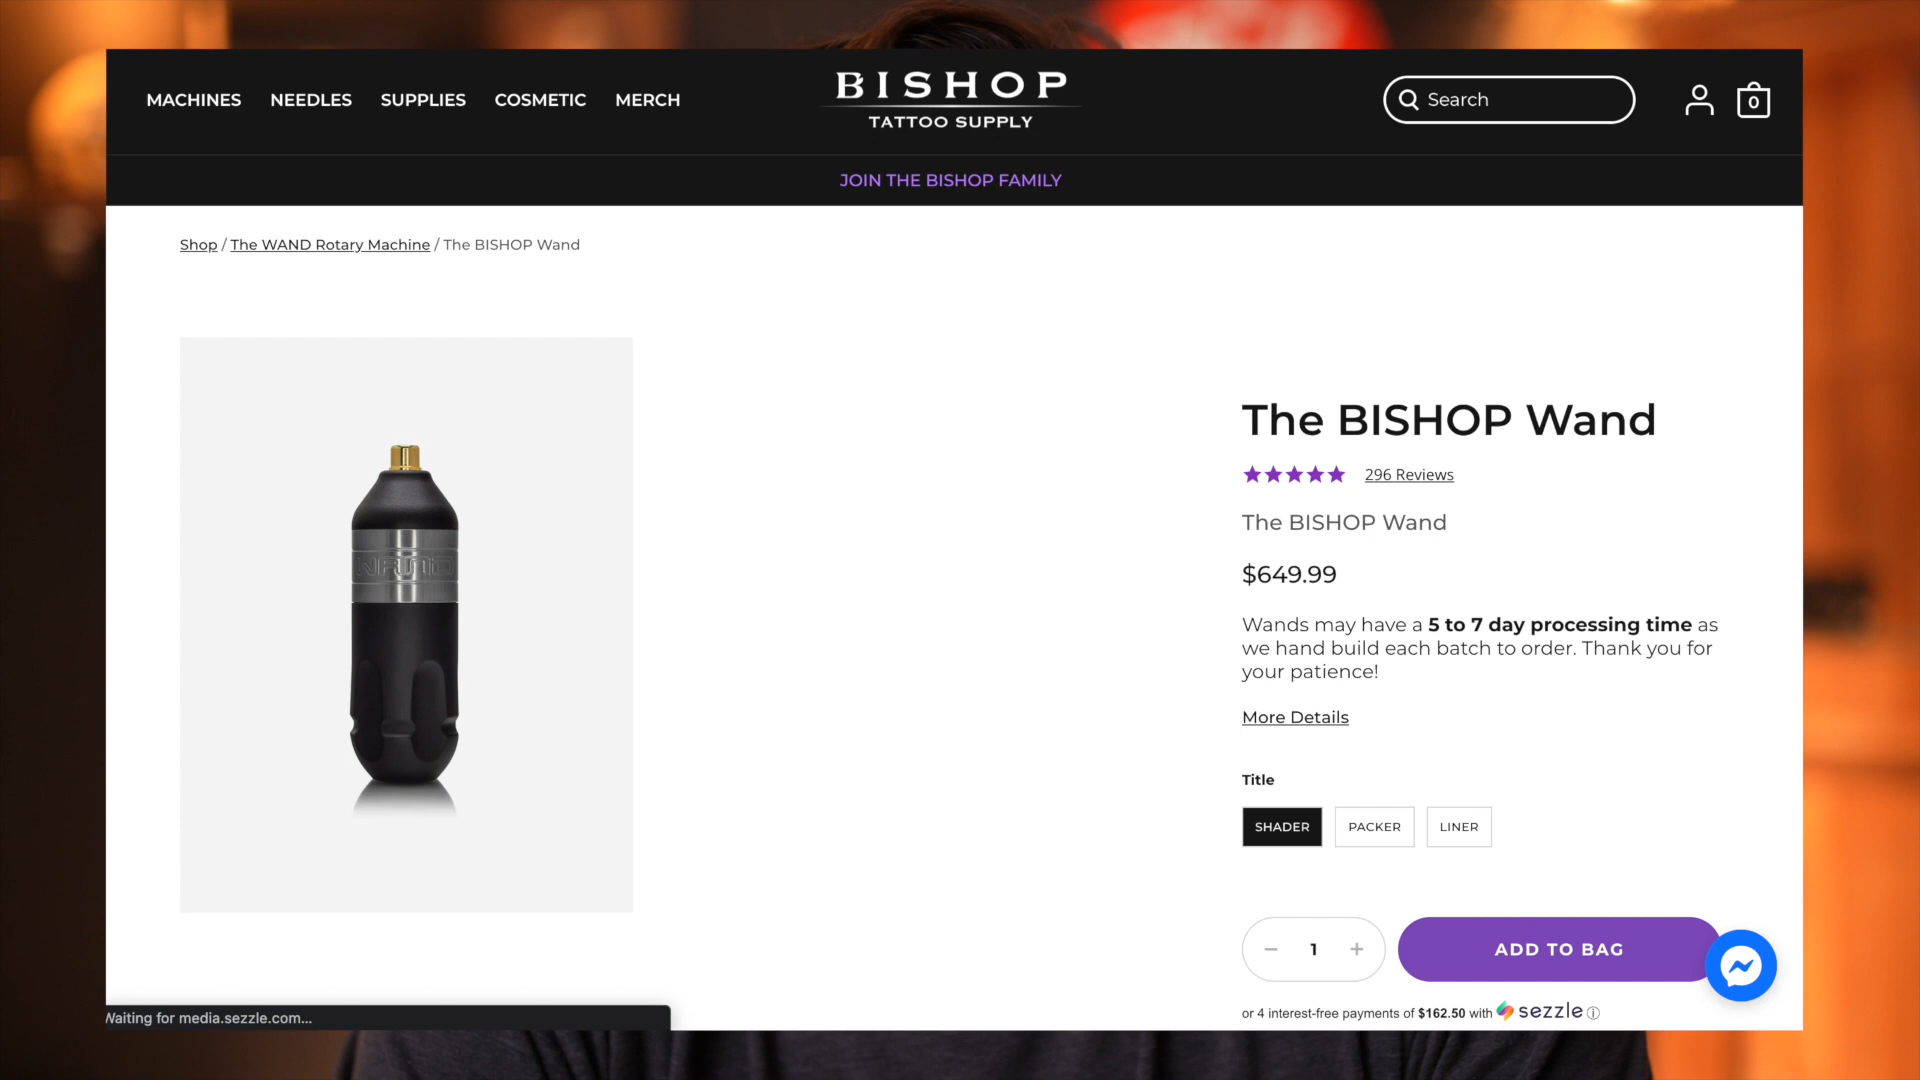 MACHINES NEEDLES SUPPLIES COSMETIC MERCH
BISHOP
TATTOO SUPPLY
Search
0
JOIN THE BISHOP FAMILY
Shop / The WAND Rotary Machine / The BISHOP Wand
WAND
The BISHOP Wand
296 Reviews
The BISHOP Wand
$649.99
Wands may have a 5 to 7 day processing time as
we hand build each batch to order. Thank you for
your patience!
More Details
Title
SHADER PACKER LINER
− 1 +
ADD TO BAG
or 4 interest-free payments of $162.50 with sezzle
Waiting for media.sezzle.com...